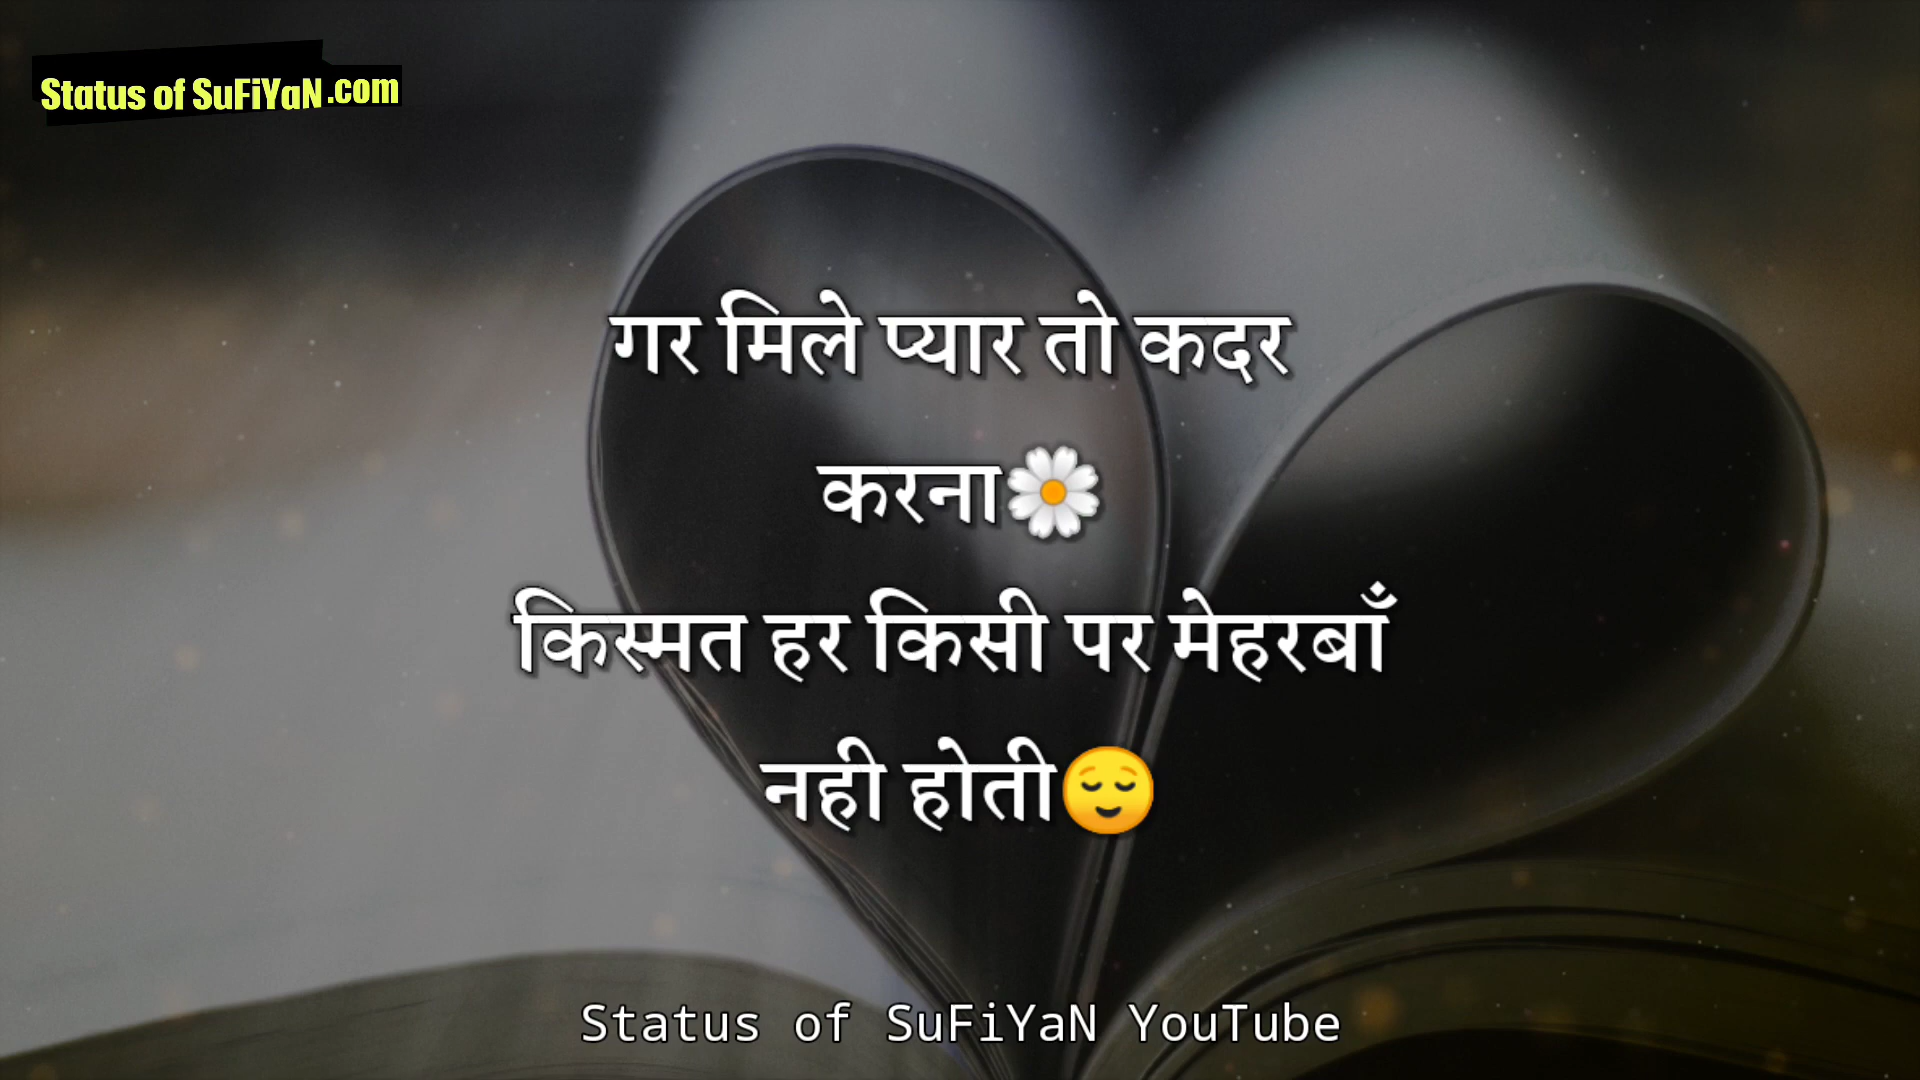 Status of SuFiYaN.com
गर मिले प्यार तो कदर
करना🌼
किस्मत हर किसी पर मेहरबाँ
नही होती😌
Status of SuFiYaN YouTube